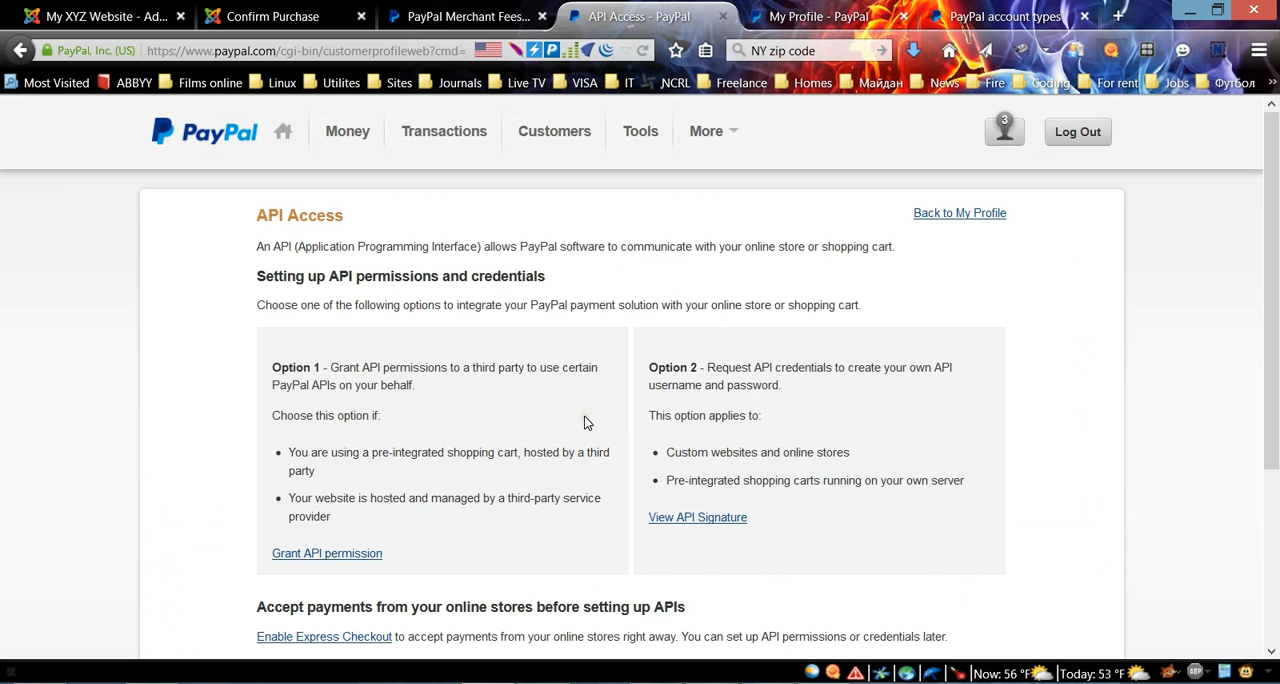 My XYZ Website - Ad... × Confirm Purchase × PayPal Merchant Fees... × API Access - PayPal × My Profile - PayPal × PayPal account types × +
PayPal, Inc. (US) https://www.paypal.com/cgi-bin/customerprofileweb?cmd= NY zip code
Most Visited ABBYY Films online Linux Utilites Sites Journals Live TV VISA IT NCRL Freelance Homes Майдан News Fire Coding For rent Jobs Футбол »
PayPal Money Transactions Customers Tools More 3 Log Out
API Access Back to My Profile
An API (Application Programming Interface) allows PayPal software to communicate with your online store or shopping cart.
Setting up API permissions and credentials
Choose one of the following options to integrate your PayPal payment solution with your online store or shopping cart.
Option 1 - Grant API permissions to a third party to use certain
PayPal APIs on your behalf.
Choose this option if:
• You are using a pre-integrated shopping cart, hosted by a third
party
• Your website is hosted and managed by a third-party service
provider
Grant API permission
Option 2 - Request API credentials to create your own API
username and password.
This option applies to:
• Custom websites and online stores
• Pre-integrated shopping carts running on your own server
View API Signature
Accept payments from your online stores before setting up APIs
Enable Express Checkout to accept payments from your online stores right away. You can set up API permissions or credentials later.
Now: 56 °F Today: 53 °F ABP